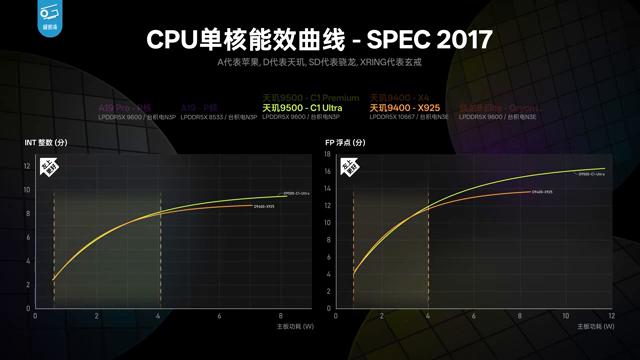 极客湾
CPU单核能效曲线 - SPEC 2017
A代表苹果, D代表天玑, SD代表骁龙, XRING代表玄戒
A19 Pro - P核
LPDDR5X 9600 / 台积电N3P
A19 - P核
LPDDR5X 8533 / 台积电N3P
天玑9500 - C1 Premium
天玑9500 - C1 Ultra
LPDDR5X 9600 / 台积电N3P
天玑9400 - X4
天玑9400 - X925
LPDDR5X 10667 / 台积电N3E
LPDDR5X 9600 / 台积电N3E
INT 整数 (分)
左上更好
12
10
8
6
4
2
0
0 2 4 6 8
主板功耗 (W)
D9500-C1-Ultra
D9400-X925
FP 浮点 (分)
左上更好
18
16
14
12
10
8
6
4
2
0
0 2 4 6 8 10 12
主板功耗 (W)
D9500-C1-Ultra
D9400-X925